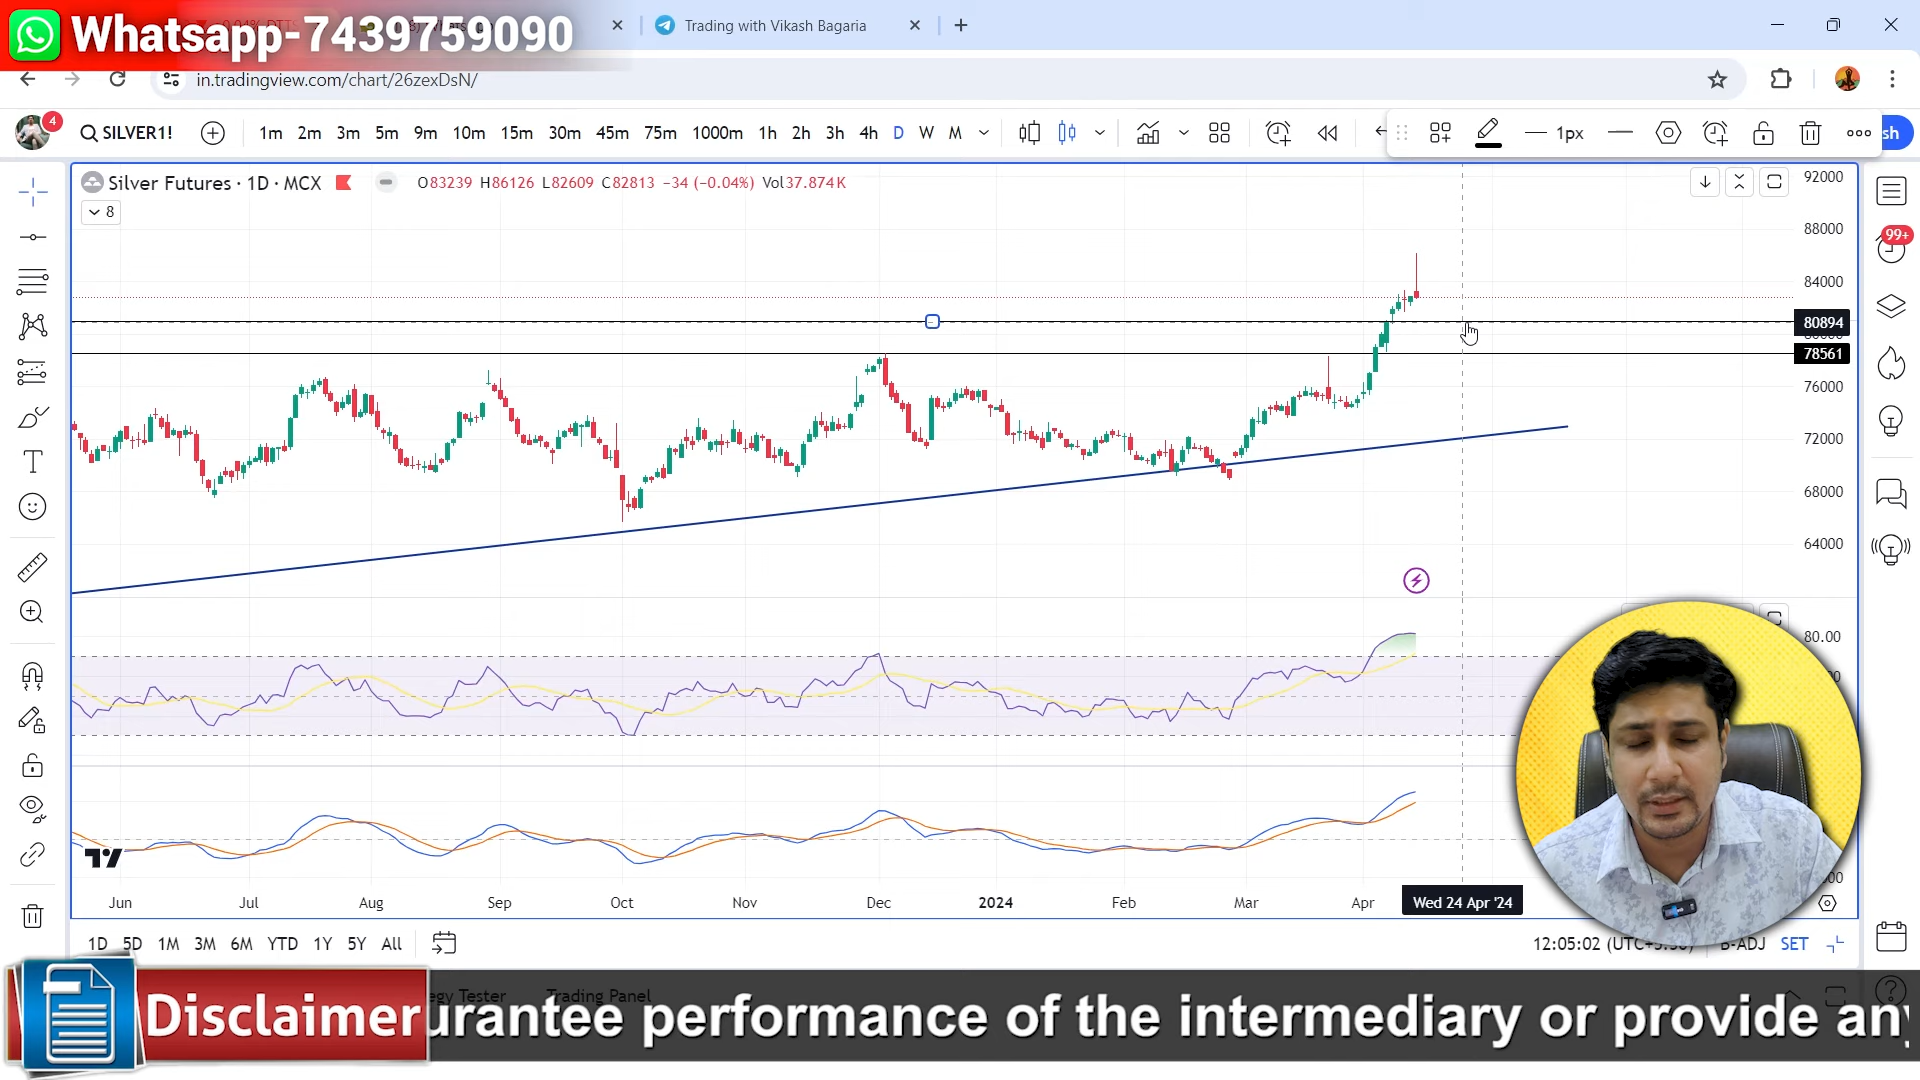 Whatsapp-7439759090
Trading with Vikash Bagaria
in.tradingview.com/chart/26zexDsN/
4
SILVER1!
1m 2m 3m 5m 9m 10m 15m 30m 45m 75m 1000m 1h 2h 3h 4h D W M
1px
sh
Silver Futures · 1D · MCX O83239 H86126 L82609 C82813 −34 (−0.04%) Vol37.874K
8
92000
88000
84000
80894
78561
76000
72000
68000
64000
99+
80.00
Jun Jul Aug Sep Oct Nov Dec 2024 Feb Mar Apr Wed 24 Apr '24
1D 5D 1M 3M 6M YTD 1Y 5Y All
12:05:02 B-ADJ SET
Trading Panel
Disclaimer
urantee performance of the intermediary or provide any